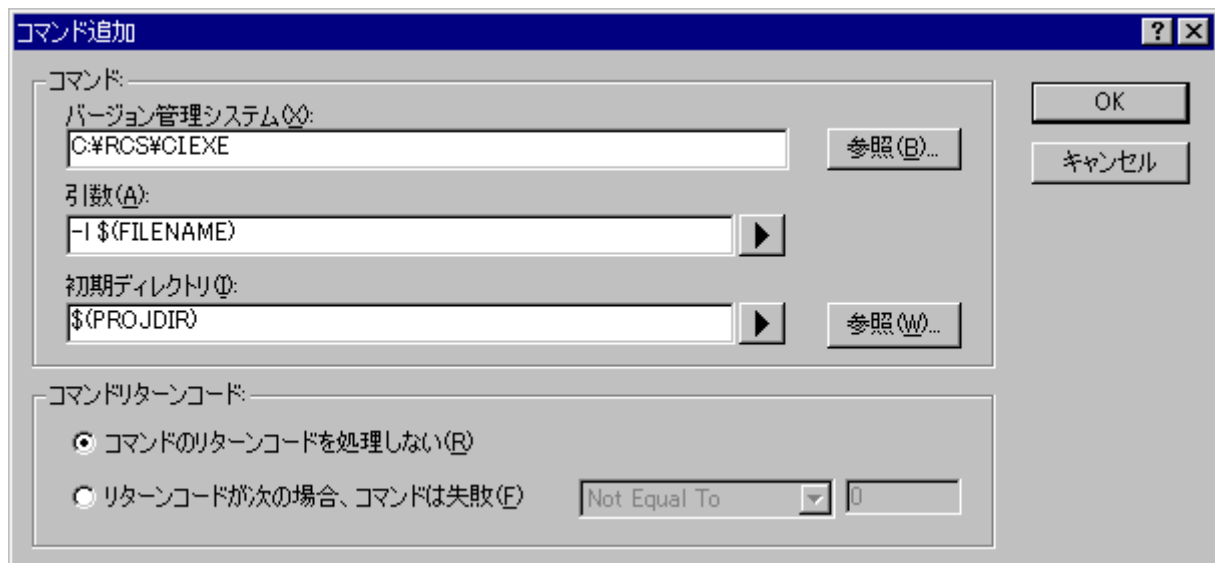 コマンド追加
コマンド:
バージョン管理システム(X):
C:¥RCS¥CI.EXE
参照(B)...
OK
キャンセル
引数(A):
-l $(FILENAME)
初期ディレクトリ(I):
$(PROJDIR)
参照(W)...
コマンドリターンコード:
コマンドのリターンコードを処理しない(R)
リターンコードが次の場合、コマンドは失敗(F)
Not Equal To
0